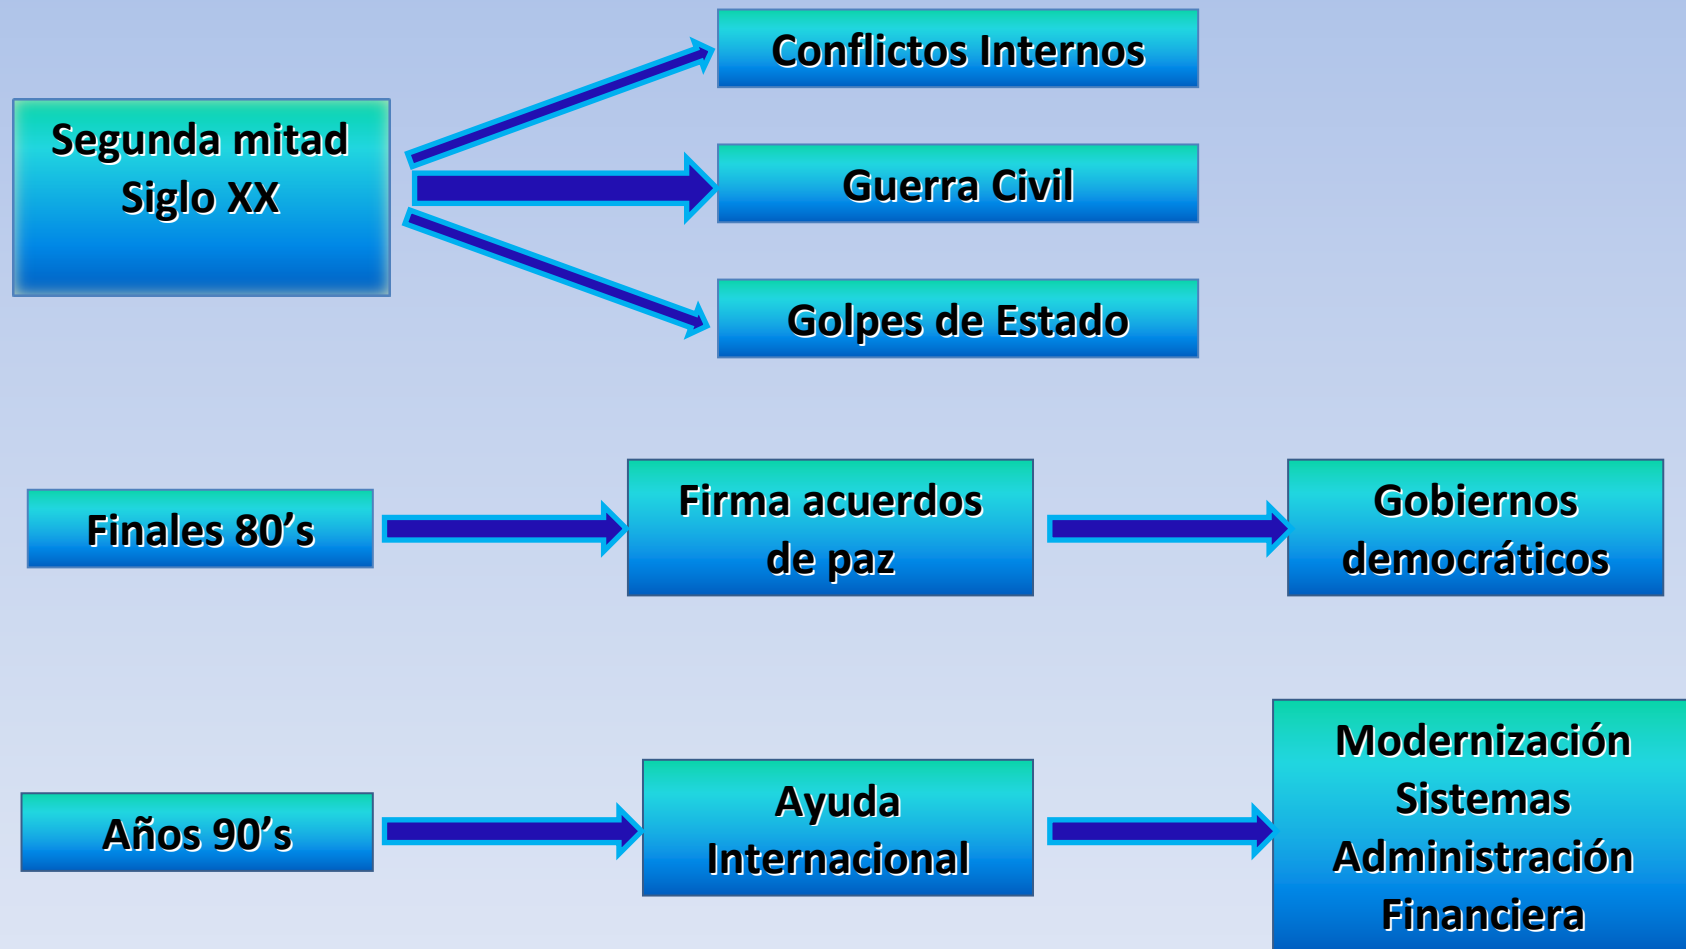 Conflictos Internos
Segunda mitad
Siglo XX
Guerra Civil
Golpes de Estado
Finales 80’s
Firma acuerdos
de paz
Gobiernos
democráticos
Años 90’s
Ayuda
Internacional
Modernización
Sistemas
Administración
Financiera